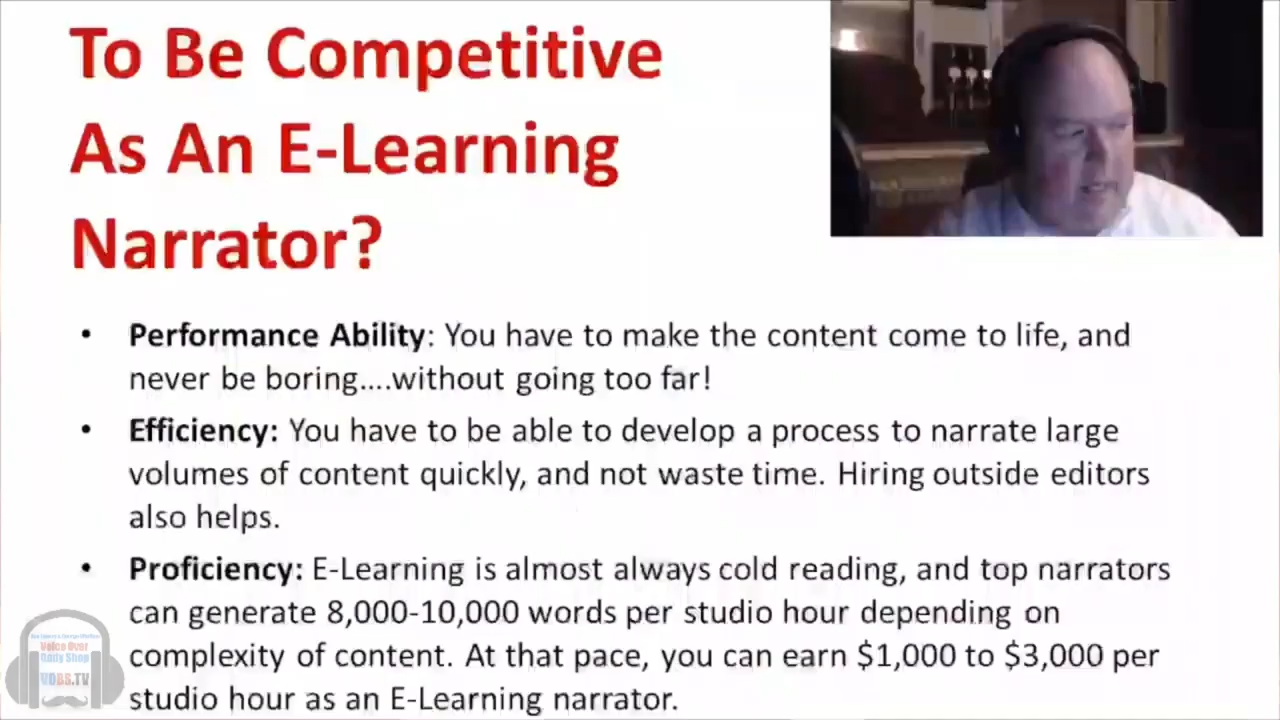 To Be Competitive
As An E-Learning
Narrator?
• Performance Ability: You have to make the content come to life, and
never be boring....without going too far!
• Efficiency: You have to be able to develop a process to narrate large
volumes of content quickly, and not waste time. Hiring outside editors
also helps.
• Proficiency: E-Learning is almost always cold reading, and top narrators
can generate 8,000-10,000 words per studio hour depending on
complexity of content. At that pace, you can earn $1,000 to $3,000 per
studio hour as an E-Learning narrator.
Voice Over
Daily Shop
VOBS.TV